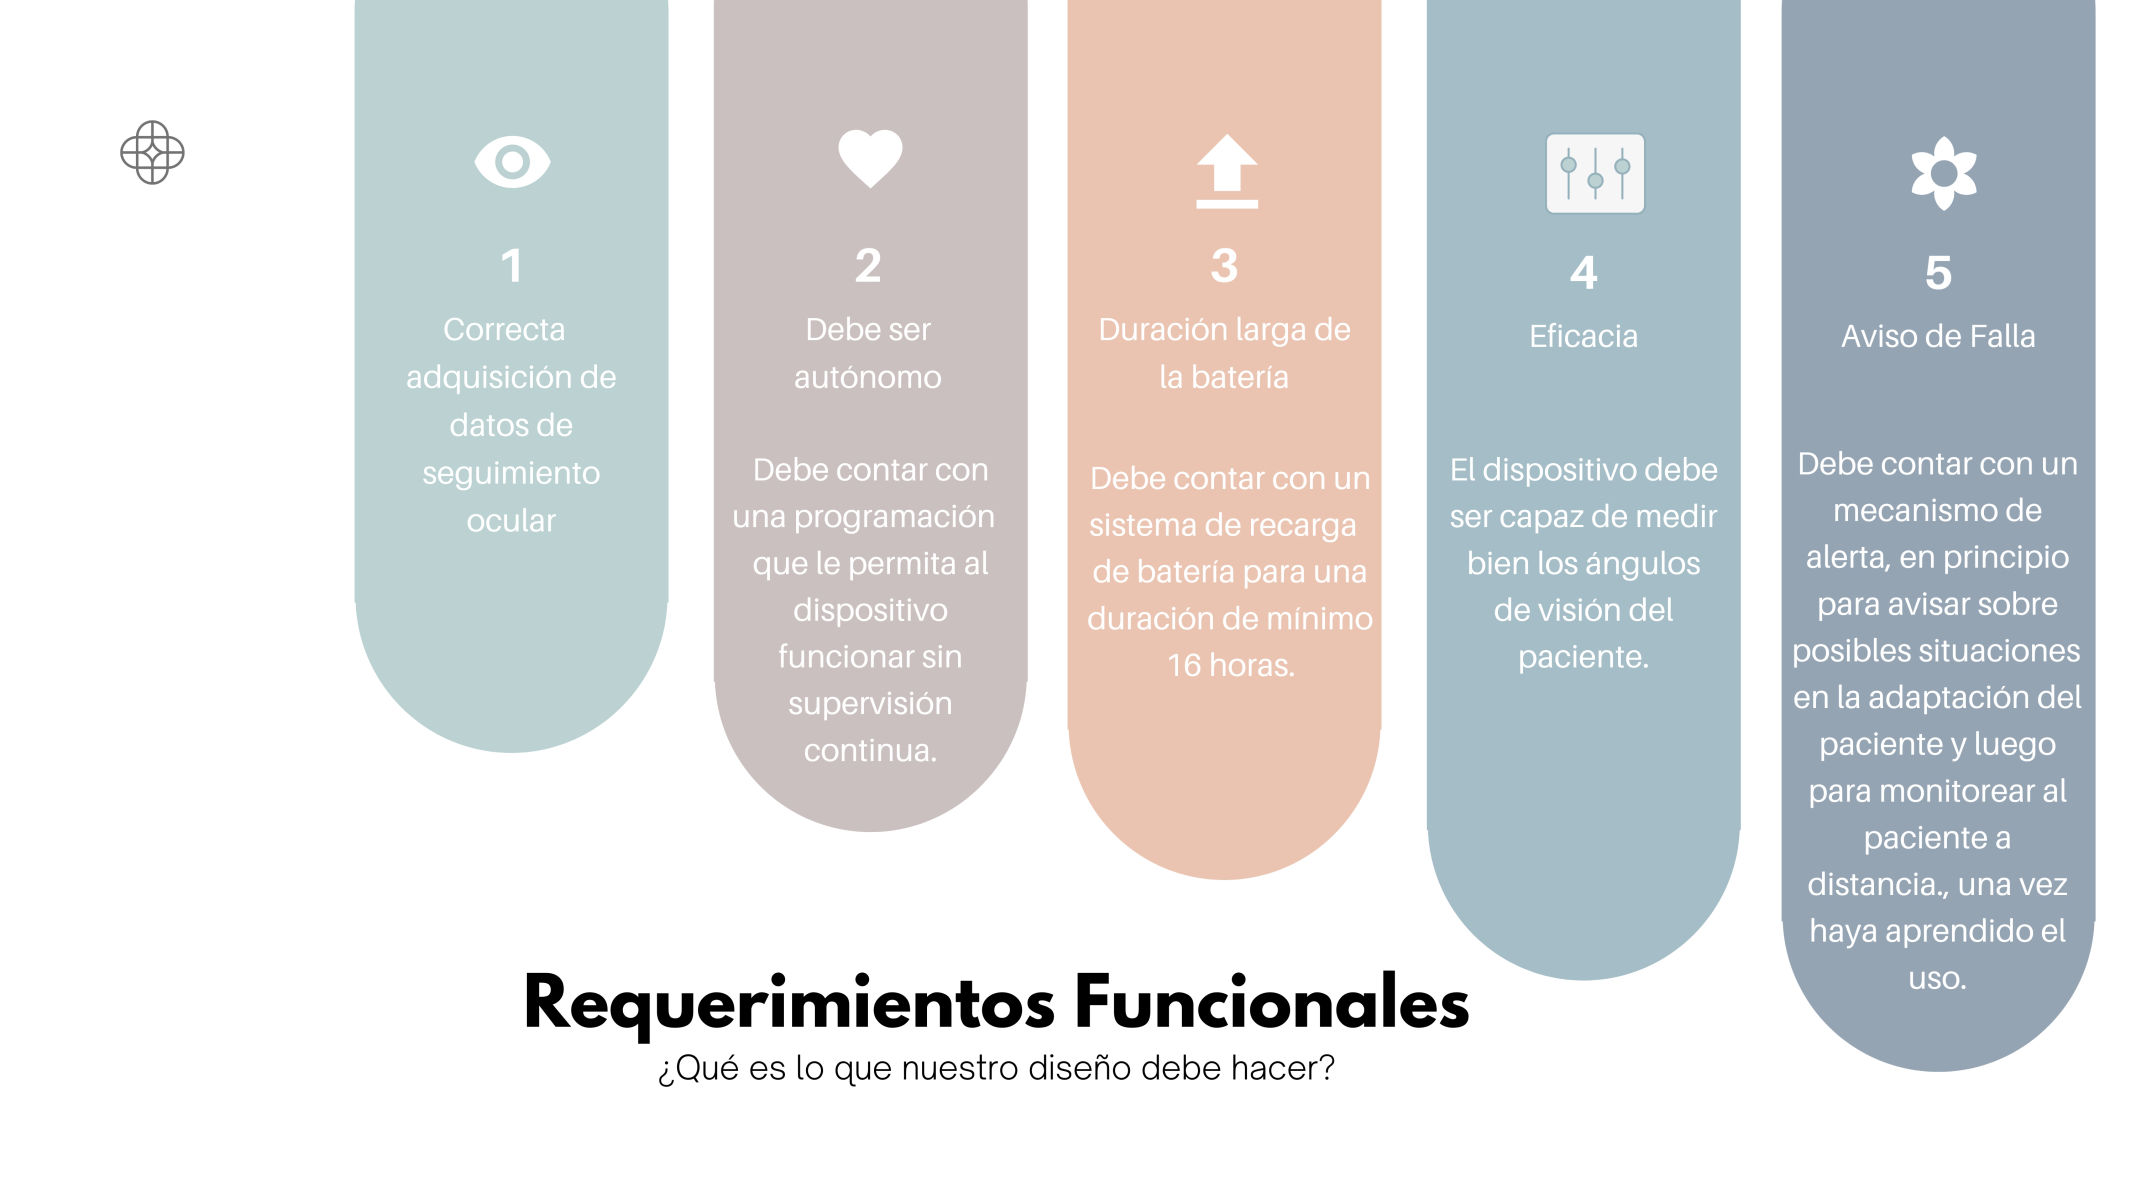 1
Correcta
adquisición de
datos de
seguimiento
ocular
2
Debe ser
autónomo
Debe contar con
una programación
que le permita al
dispositivo
funcionar sin
supervisión
continua.
3
Duración larga de
la batería
Debe contar con un
sistema de recarga
de batería para una
duración de mínimo
16 horas.
4
Eficacia
El dispositivo debe
ser capaz de medir
bien los ángulos
de visión del
paciente.
5
Aviso de Falla
Debe contar con un
mecanismo de
alerta, en principio
para avisar sobre
posibles situaciones
en la adaptación del
paciente y luego
para monitorear al
paciente a
distancia., una vez
haya aprendido el
uso.
Requerimientos Funcionales
¿Qué es lo que nuestro diseño debe hacer?